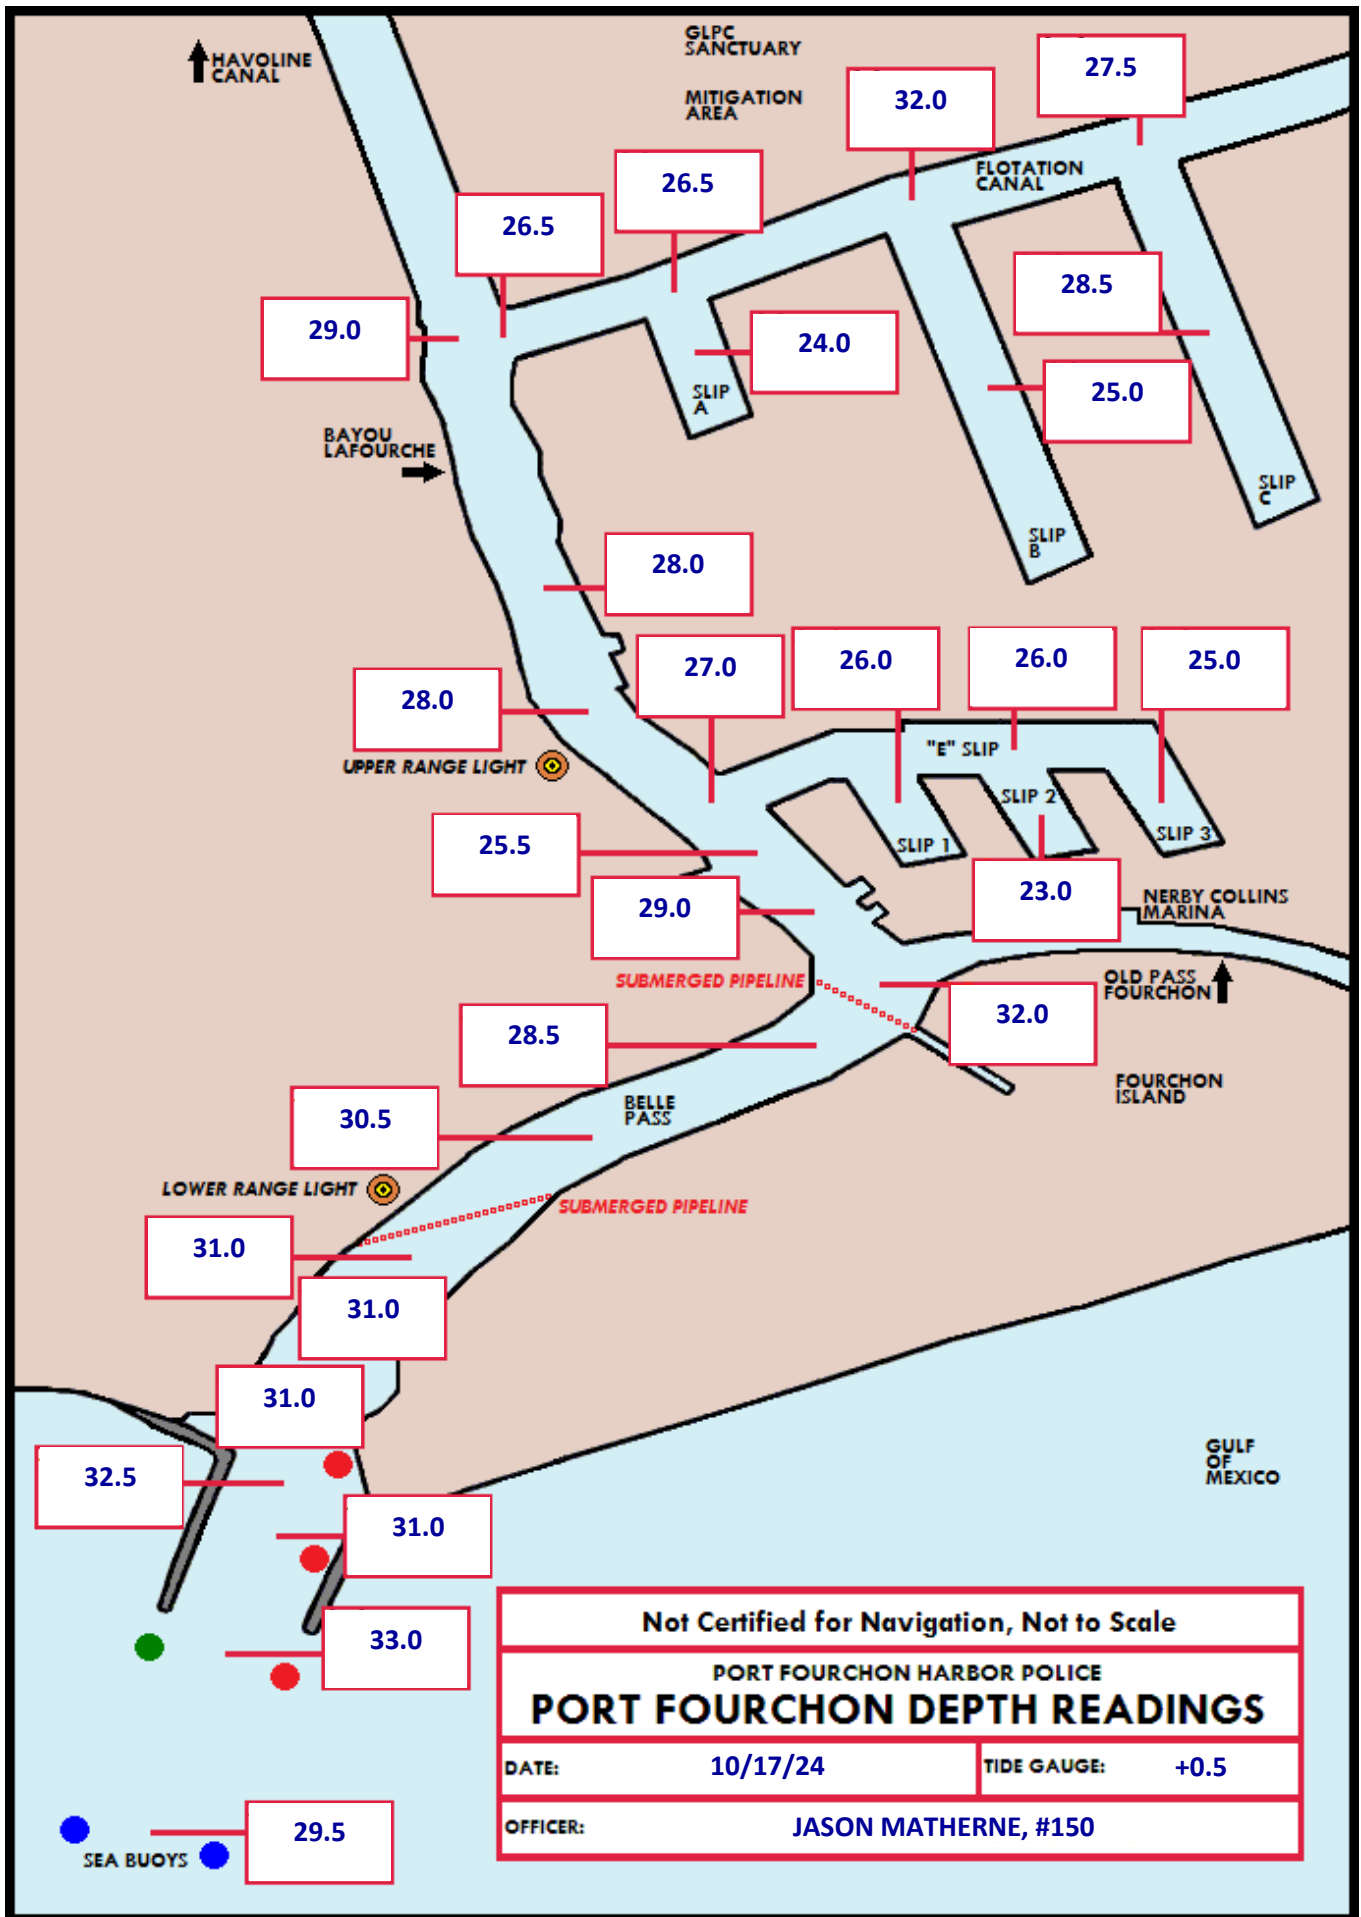 GLPC
SANCTUARY
MITIGATION
AREA
HAVOLINE
CANAL
27.5
32.0
FLOTATION
CANAL
26.5
26.5
28.5
29.0
24.0
25.0
SLIP
A
BAYOU
LAFOURCHE
SLIP
C
SLIP
B
28.0
27.0
26.0
26.0
25.0
28.0
"E" SLIP
UPPER RANGE LIGHT
SLIP 2
SLIP 1
SLIP 3
25.5
29.0
23.0
NERBY COLLINS
MARINA
SUBMERGED PIPELINE
OLD PASS
FOURCHON
32.0
28.5
FOURCHON
ISLAND
BELLE
PASS
30.5
LOWER RANGE LIGHT
SUBMERGED PIPELINE
31.0
31.0
31.0
GULF
OF
MEXICO
32.5
31.0
33.0
Not Certified for Navigation, Not to Scale
PORT FOURCHON HARBOR POLICE
PORT FOURCHON DEPTH READINGS
DATE: 10/17/24 TIDE GAUGE: +0.5
OFFICER: JASON MATHERNE, #150
29.5
SEA BUOYS